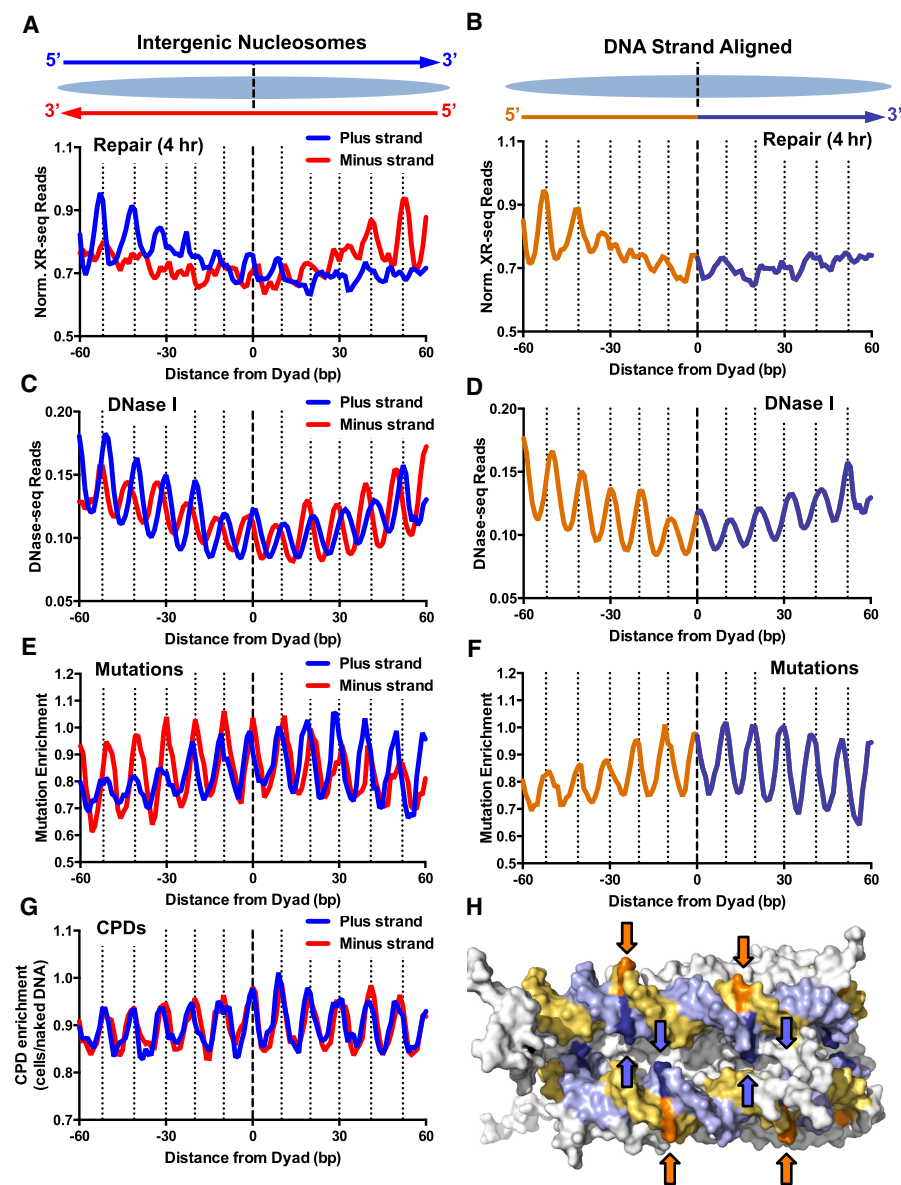 A
Intergenic Nucleosomes
5’
3’
3’
5’
Repair (4 hr)
Plus strand
Minus strand
Norm. XR-seq Reads
1.1
0.9
0.7
0.5
-60
-30
0
30
60
Distance from Dyad (bp)
B
DNA Strand Aligned
5’
3’
Repair (4 hr)
Norm. XR-seq Reads
1.1
0.9
0.7
0.5
-60
-30
0
30
60
Distance from Dyad (bp)
C
DNase I
Plus strand
Minus strand
DNase-seq Reads
0.20
0.15
0.10
0.05
-60
-30
0
30
60
Distance from Dyad (bp)
D
DNase I
DNase-seq Reads
0.20
0.15
0.10
0.05
-60
-30
0
30
60
Distance from Dyad (bp)
E
Mutations
Plus strand
Minus strand
Mutation Enrichment
1.2
1.1
1.0
0.9
0.8
0.7
0.6
0.5
-60
-30
0
30
60
Distance from Dyad (bp)
F
Mutations
Mutation Enrichment
1.2
1.1
1.0
0.9
0.8
0.7
0.6
0.5
-60
-30
0
30
60
Distance from Dyad (bp)
G
CPDs
Plus strand
Minus strand
CPD enrichment
(cells/naked DNA)
1.1
1.0
0.9
0.8
0.7
-60
-30
0
30
60
Distance from Dyad (bp)
H